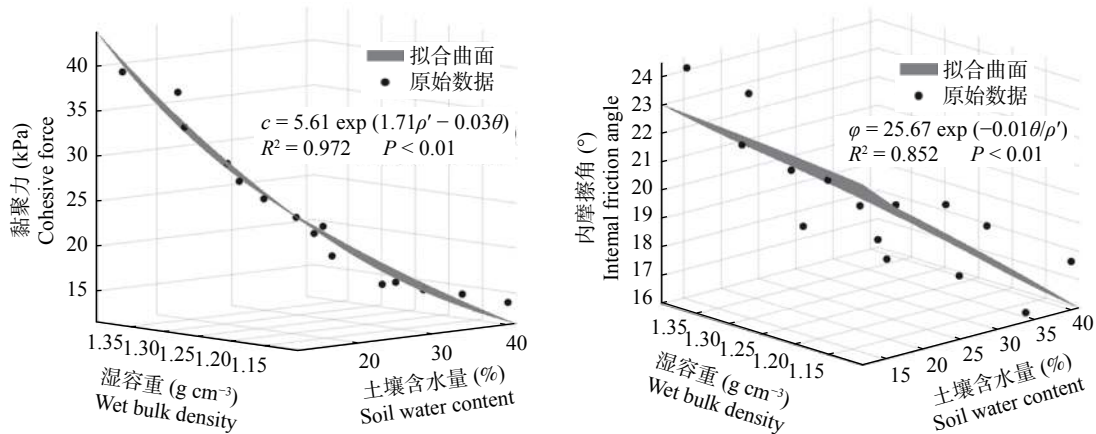 拟合曲面
原始数据
c = 5.61 exp (1.71ρ′ − 0.03θ)
R² = 0.972 P < 0.01
黏聚力 (kPa)
Cohesive force
40
35
30
25
20
15
1.35
1.30
1.25
1.20
1.15
湿容重 (g cm⁻³)
Wet bulk density
20
30
40
土壤含水量 (%)
Soil water content
拟合曲面
原始数据
φ = 25.67 exp (−0.01θ/ρ′)
R² = 0.852 P < 0.01
内摩擦角 (°)
Internal friction angle
24
23
22
21
20
19
18
17
16
1.35
1.30
1.25
1.20
1.15
湿容重 (g cm⁻³)
Wet bulk density
15
20
25
30
35
40
土壤含水量 (%)
Soil water content